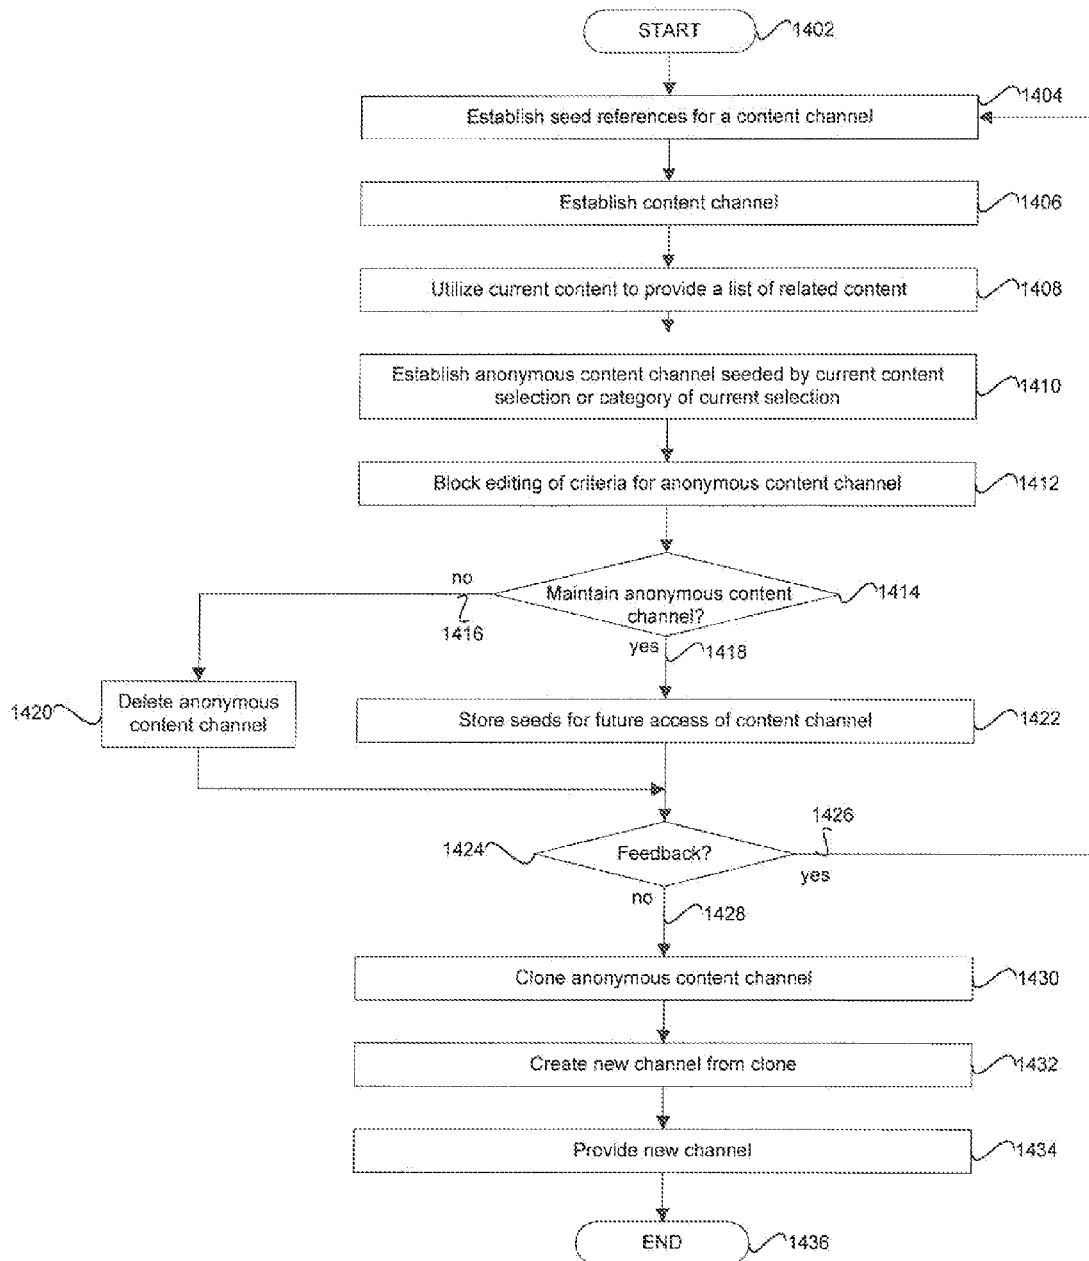 START
1402
1404
Establish seed references for a content channel
Establish content channel
1406
Utilize current content to provide a list of related content
1408
Establish anonymous content channel seeded by current content
selection or category of current selection
1410
Block editing of criteria for anonymous content channel
1412
no
Maintain anonymous content
channel?
1414
1416
yes
1418
1420
Delete anonymous
content channel
Store seeds for future access of content channel
1422
1426
1424
Feedback?
yes
no
1428
Clone anonymous content channel
1430
Create new channel from clone
1432
Provide new channel
1434
END
1436